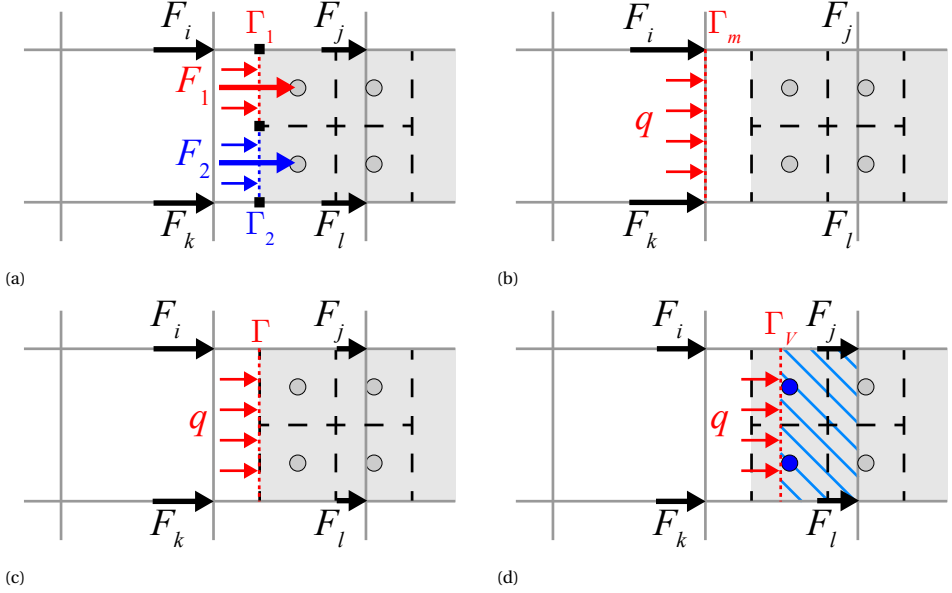 F_i Γ_1 F_j
F_1
F_2
F_k Γ_2 F_l
(a)
F_i Γ_m F_j
q
F_k F_l
(b)
F_i Γ F_j
q
F_k F_l
(c)
F_i Γ_V F_j
q
F_k F_l
(d)